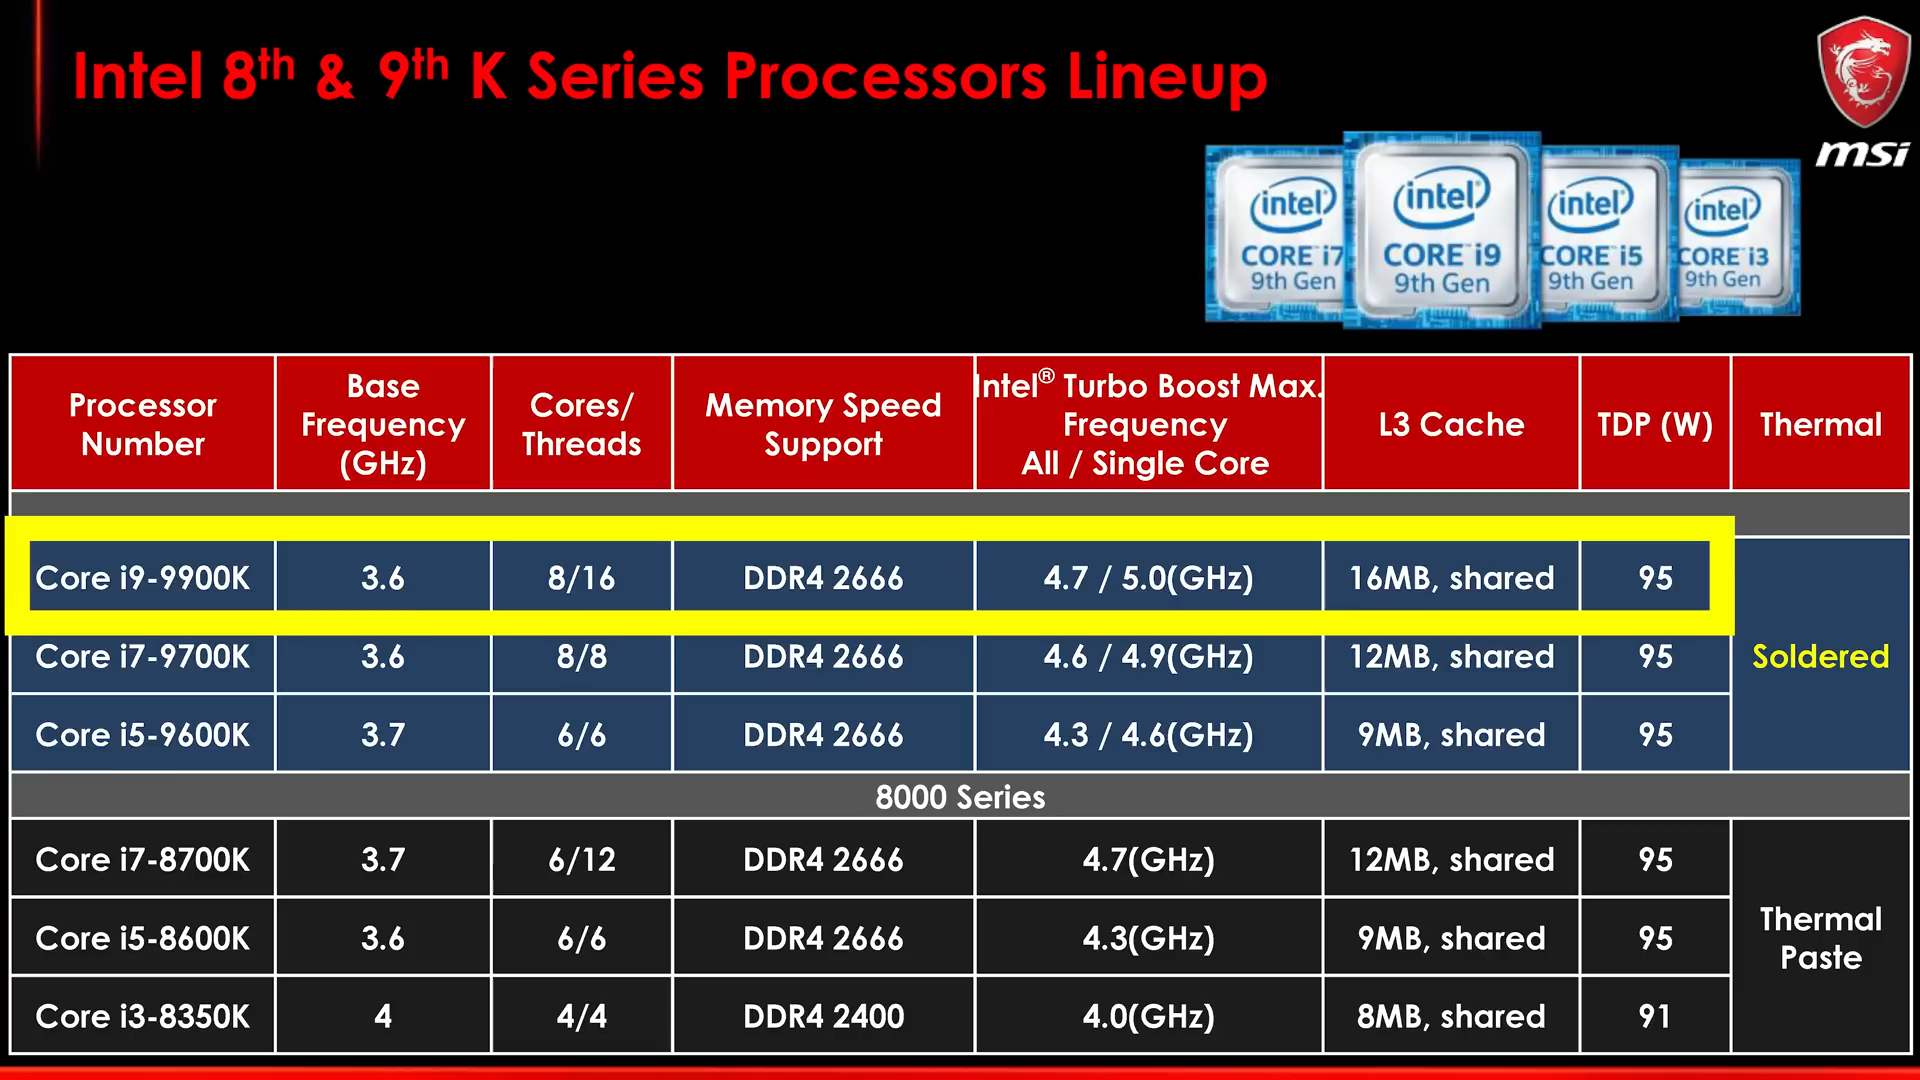 Intel 8th & 9th K Series Processors Lineup
msi
intel
CORE i7
9th Gen
intel
CORE™ i9
9th Gen
intel
CORE™ i5
9th Gen
intel
CORE™ i3
9th Gen
Processor Number
Base Frequency (GHz)
Cores/ Threads
Memory Speed Support
Intel® Turbo Boost Max. Frequency All / Single Core
L3 Cache
TDP (W)
Thermal
Core i9-9900K 3.6 8/16 DDR4 2666 4.7 / 5.0(GHz) 16MB, shared 95
Core i7-9700K 3.6 8/8 DDR4 2666 4.6 / 4.9(GHz) 12MB, shared 95 Soldered
Core i5-9600K 3.7 6/6 DDR4 2666 4.3 / 4.6(GHz) 9MB, shared 95
8000 Series
Core i7-8700K 3.7 6/12 DDR4 2666 4.7(GHz) 12MB, shared 95
Core i5-8600K 3.6 6/6 DDR4 2666 4.3(GHz) 9MB, shared 95 Thermal Paste
Core i3-8350K 4 4/4 DDR4 2400 4.0(GHz) 8MB, shared 91